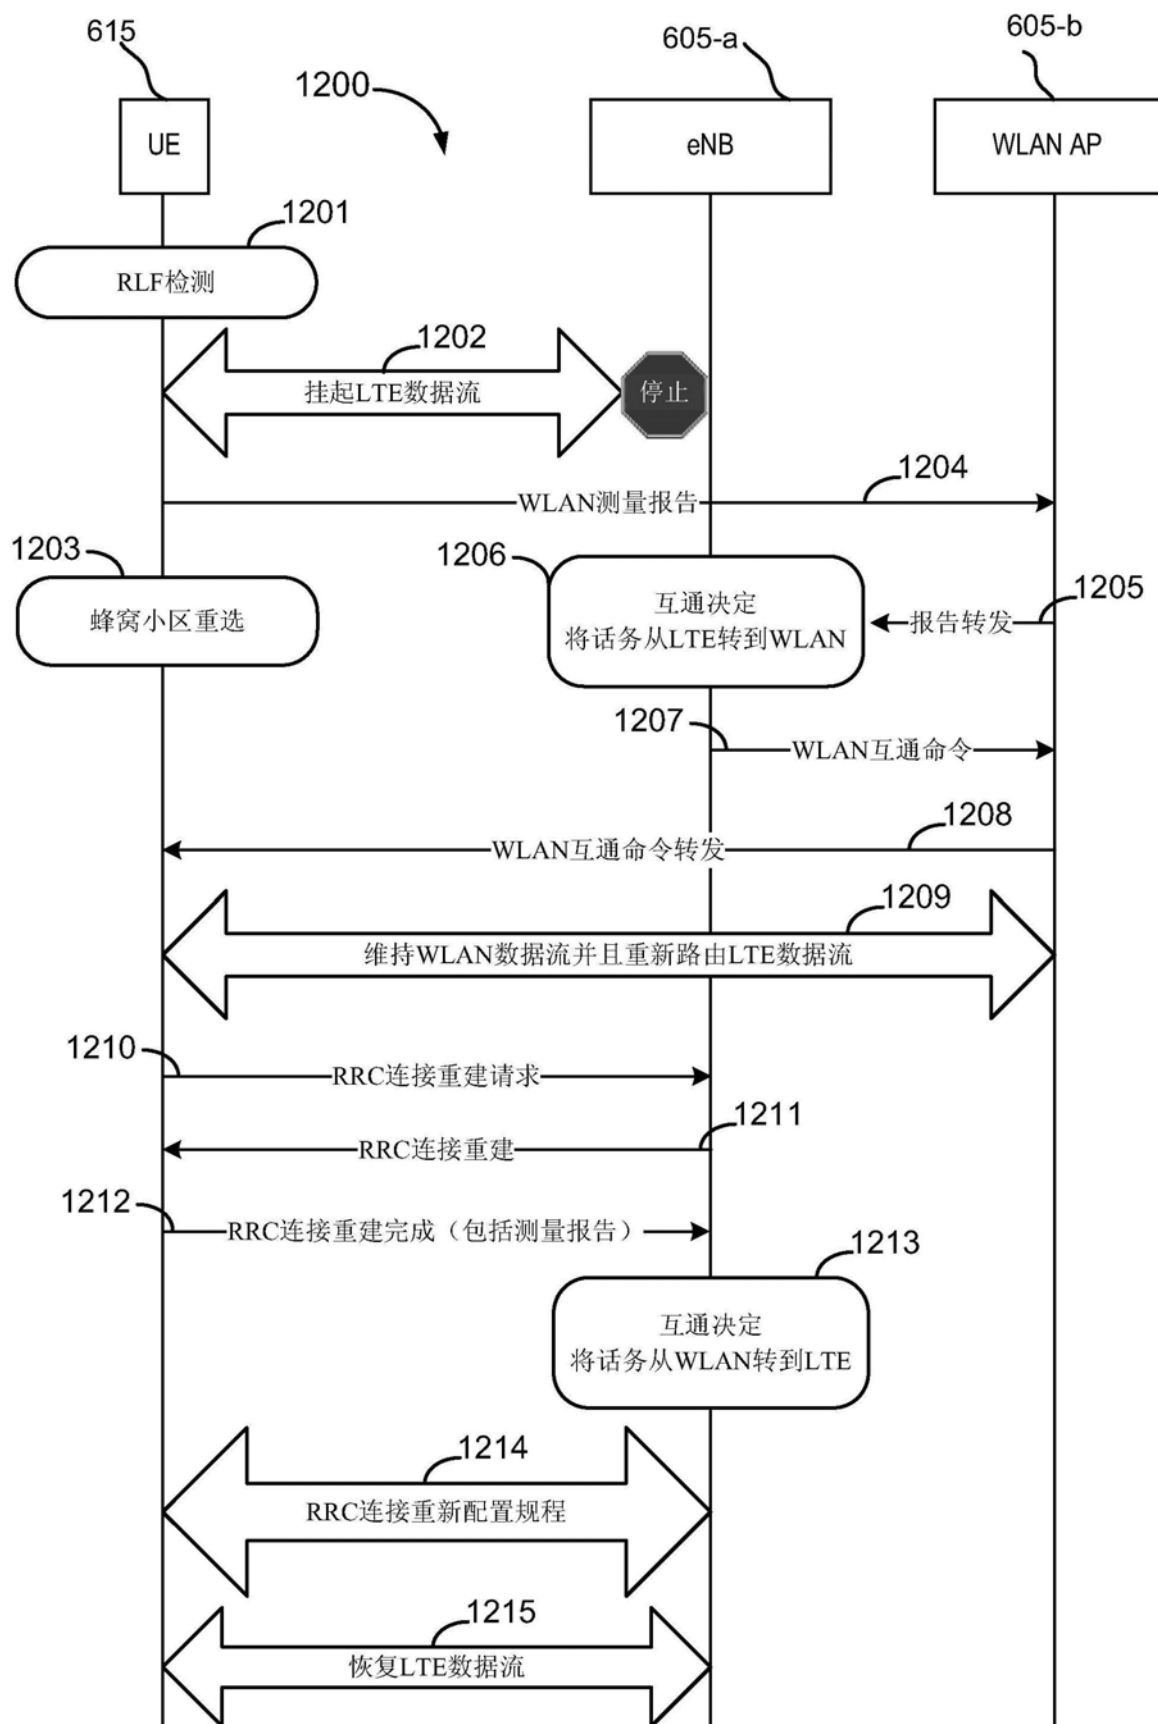 615
605-a
605-b
1200
UE
eNB
WLAN AP
1201
RLF检测
1202
挂起LTE数据流
停止
1204
WLAN测量报告
1203
蜂窝小区重选
1206
互通决定
将话务从LTE转到WLAN
1205
报告转发
1207
WLAN互通命令
1208
WLAN互通命令转发
1209
维持WLAN数据流并且重新路由LTE数据流
1210
RRC连接重建请求
1211
RRC连接重建
1212
RRC连接重建完成（包括测量报告）
1213
互通决定
将话务从WLAN转到LTE
1214
RRC连接重新配置规程
1215
恢复LTE数据流